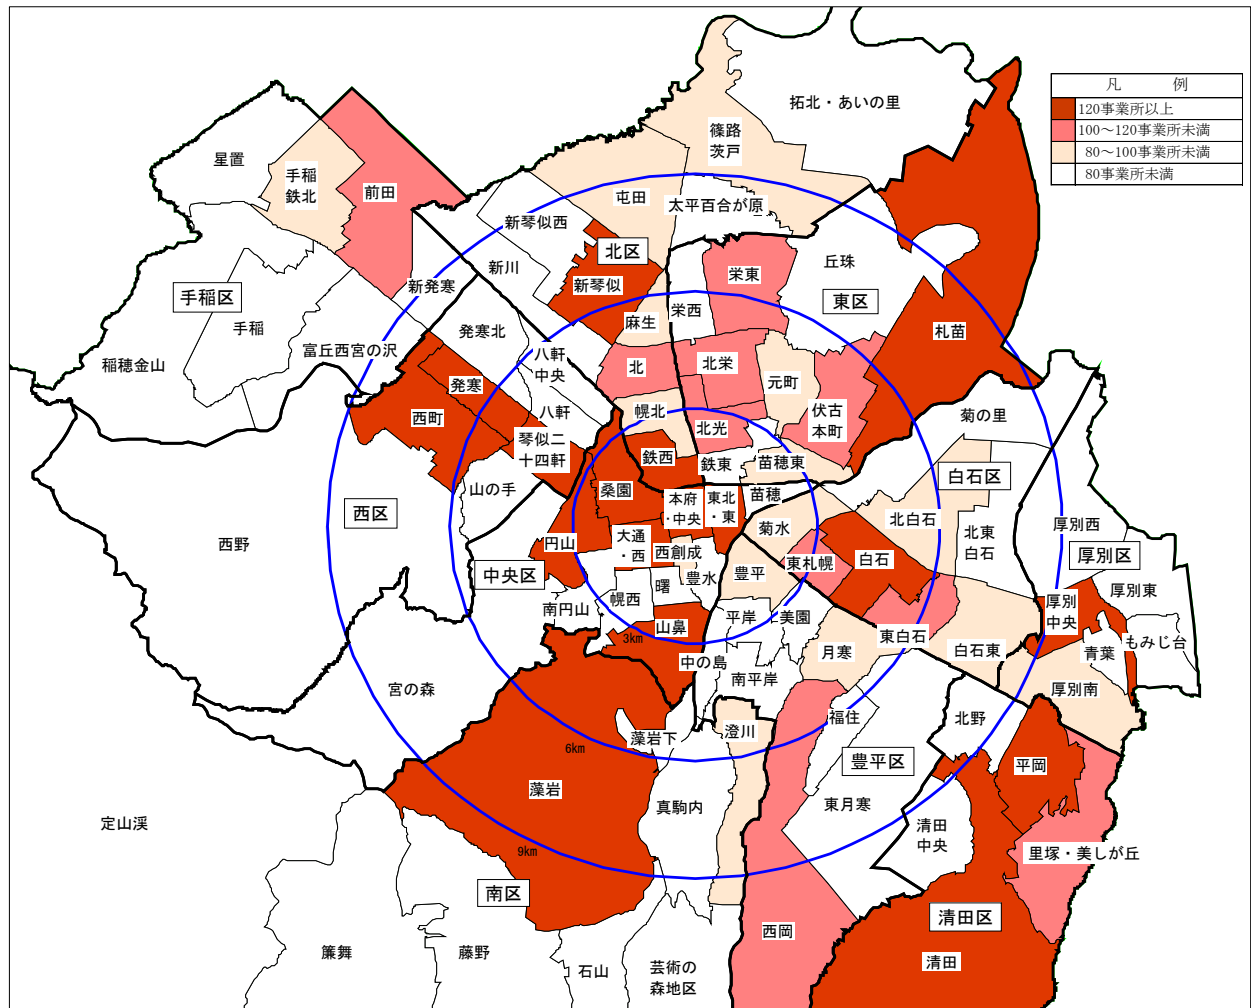 凡　例
120事業所以上
100～120事業所未満
80～100事業所未満
80事業所未満
拓北・あいの里
篠路
茨戸
星置
手稲
鉄北
前田
屯田
太平百合が原
新琴似西
北区
新川
新琴似
栄東
丘珠
東区
新発寒
手稲区
手稲
麻生
栄西
札苗
発寒北
富丘西宮の沢
稲穂金山
八軒
中央
北
北栄
元町
発寒
西町
八軒
幌北
伏古
本町
菊の里
北光
琴似二
十四軒
鉄西
鉄東
苗穂東
白石区
山の手
桑園
本府
・中央
東北
・東
苗穂
西区
北白石
北東
白石
厚別西
西野
円山
大通
・西
西創成
菊水
厚別区
中央区
豊平
東札幌
白石
豊水
曙
幌西
南円山
厚別
中央
厚別東
平岸
美園
山鼻
3km
東白石
もみじ台
月寒
白石東
青葉
中の島
南平岸
宮の森
厚別南
福住
北野
藻岩下
澄川
6km
豊平区
平岡
藻岩
真駒内
東月寒
定山渓
清田
中央
9km
里塚・美しが丘
南区
清田区
西岡
簾舞
藤野
石山
芸術の
森地区
清田